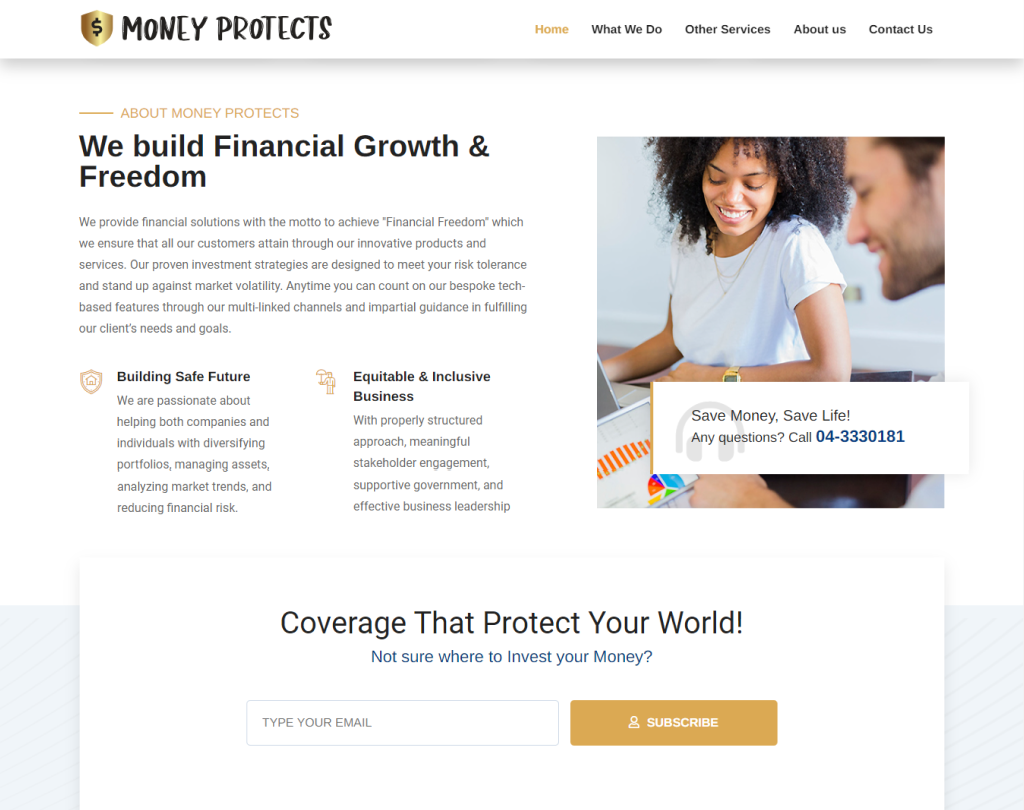 MONEY PROTECTS
Home What We Do Other Services About us Contact Us
ABOUT MONEY PROTECTS
We build Financial Growth &
Freedom
We provide financial solutions with the motto to achieve "Financial Freedom" which
we ensure that all our customers attain through our innovative products and
services. Our proven investment strategies are designed to meet your risk tolerance
and stand up against market volatility. Anytime you can count on our bespoke tech-
based features through our multi-linked channels and impartial guidance in fulfilling
our client's needs and goals.
Building Safe Future
We are passionate about
helping both companies and
individuals with diversifying
portfolios, managing assets,
analyzing market trends, and
reducing financial risk.
Equitable & Inclusive
Business
With properly structured
approach, meaningful
stakeholder engagement,
supportive government, and
effective business leadership
Save Money, Save Life!
Any questions? Call 04-3330181
Coverage That Protect Your World!
Not sure where to Invest your Money?
TYPE YOUR EMAIL
SUBSCRIBE